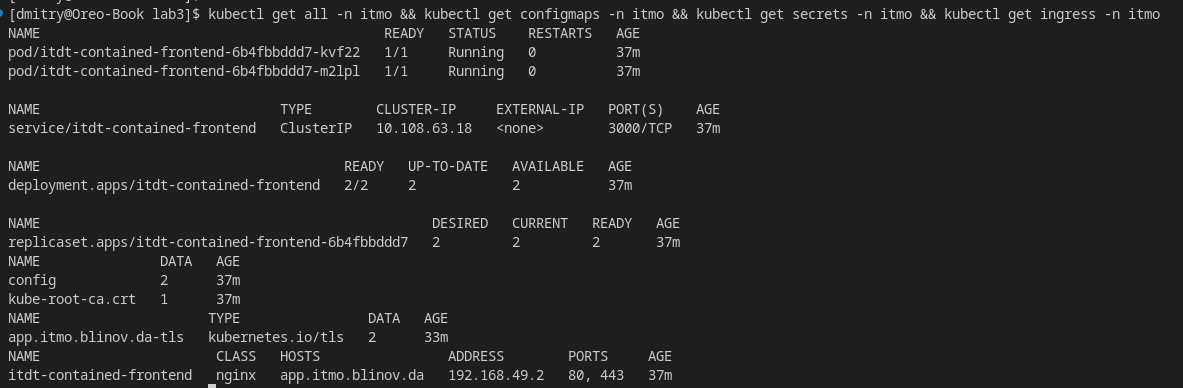 [dmitry@Oreo-Book lab3]$ kubectl get all -n itmo && kubectl get configmaps -n itmo && kubectl get secrets -n itmo && kubectl get ingress -n itmo
NAME READY STATUS RESTARTS AGE
pod/itdt-contained-frontend-6b4fbbddd7-kvf22 1/1 Running 0 37m
pod/itdt-contained-frontend-6b4fbbddd7-m2lpl 1/1 Running 0 37m
NAME TYPE CLUSTER-IP EXTERNAL-IP PORT(S) AGE
service/itdt-contained-frontend ClusterIP 10.108.63.18 <none> 3000/TCP 37m
NAME READY UP-TO-DATE AVAILABLE AGE
deployment.apps/itdt-contained-frontend 2/2 2 2 37m
NAME DESIRED CURRENT READY AGE
replicaset.apps/itdt-contained-frontend-6b4fbbddd7 2 2 2 37m
NAME DATA AGE
config 2 37m
kube-root-ca.crt 1 37m
NAME TYPE DATA AGE
app.itmo.blinov.da-tls kubernetes.io/tls 2 33m
NAME CLASS HOSTS ADDRESS PORTS AGE
itdt-contained-frontend nginx app.itmo.blinov.da 192.168.49.2 80, 443 37m